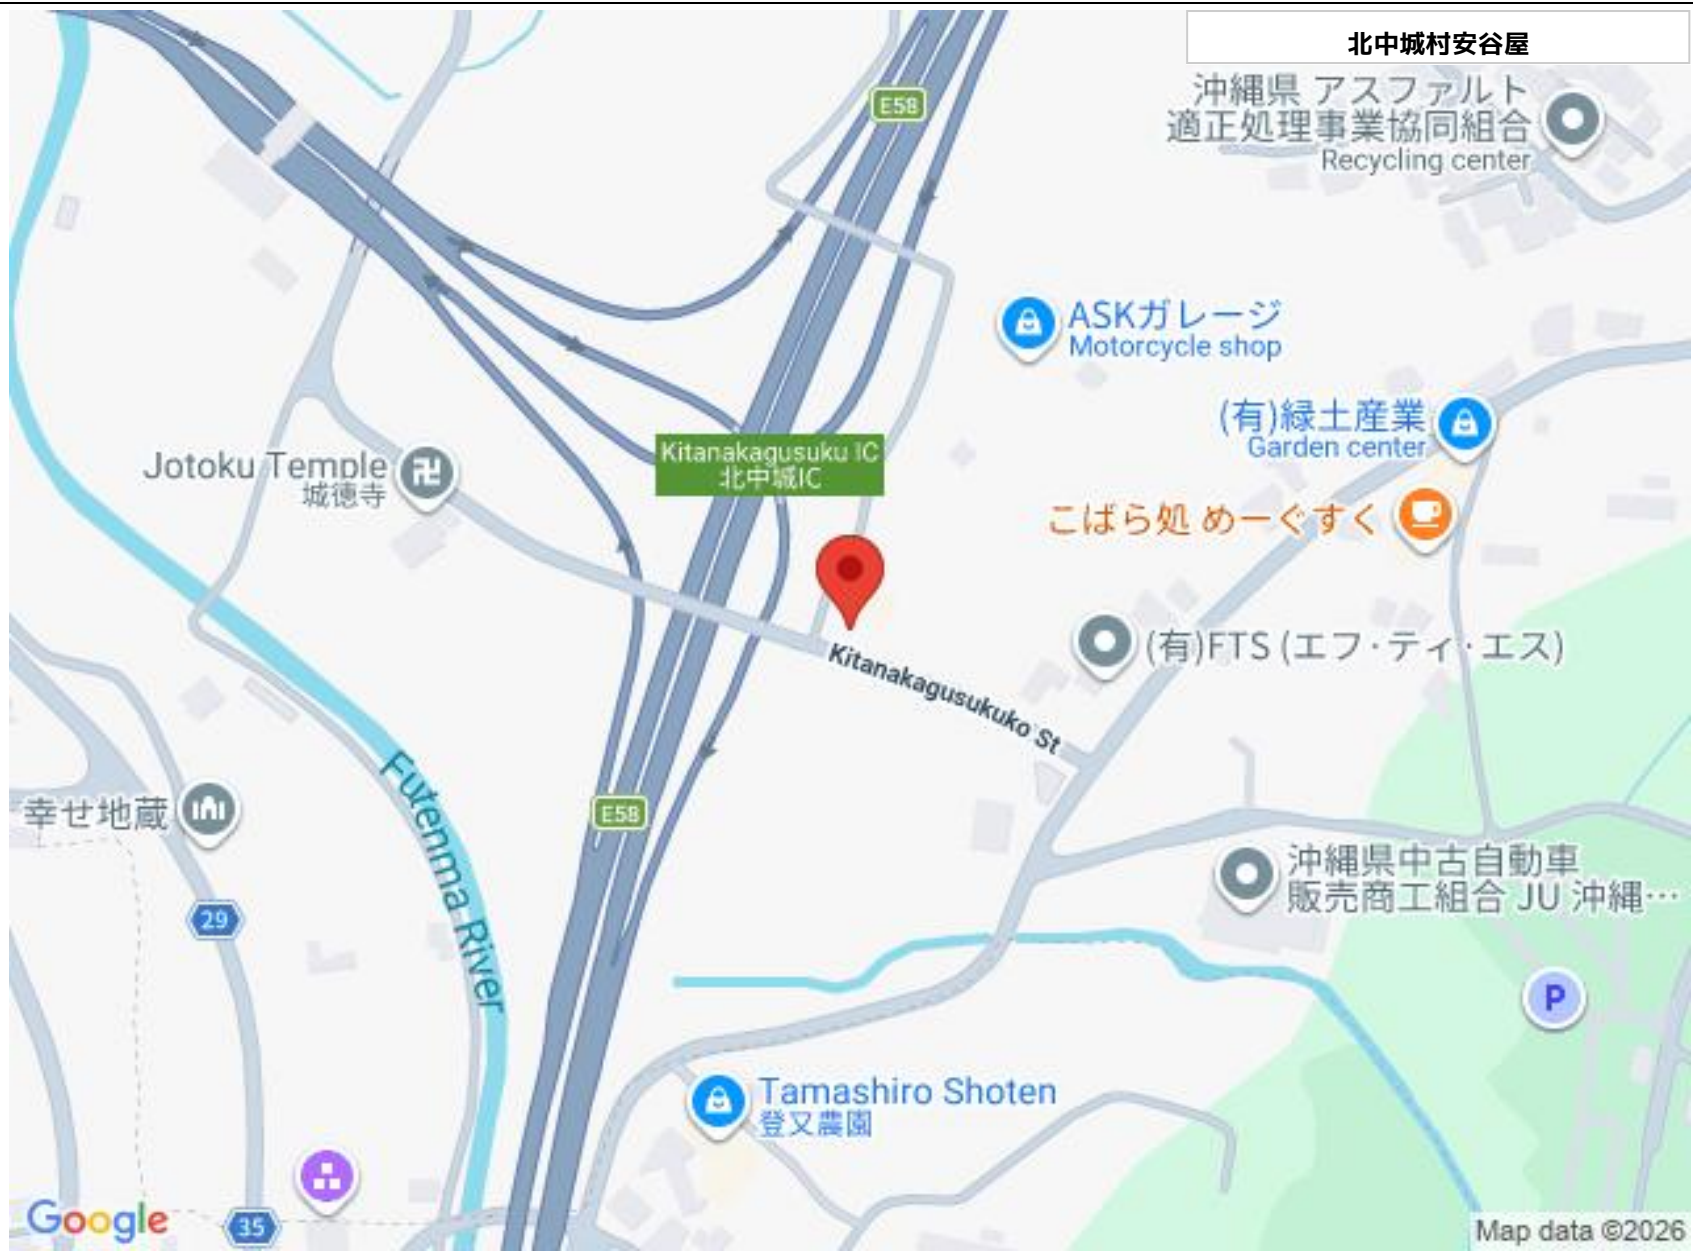 北中城村安谷屋
沖縄県 アスファルト
適正処理事業協同組合
Recycling center
E58
ASKガレージ
Motorcycle shop
(有)緑土産業
Garden center
Kitanakagusuku IC
北中城IC
Jotoku Temple
城徳寺
こばら処 めーぐすく
(有)FTS (エフ·ティ·エス)
Kitanakagusukuko St
Futenma River
幸せ地蔵
E58
沖縄県中古自動車
販売商工組合 JU 沖縄…
29
P
Tamashiro Shoten
登又農園
Google
35
Map data ©2026